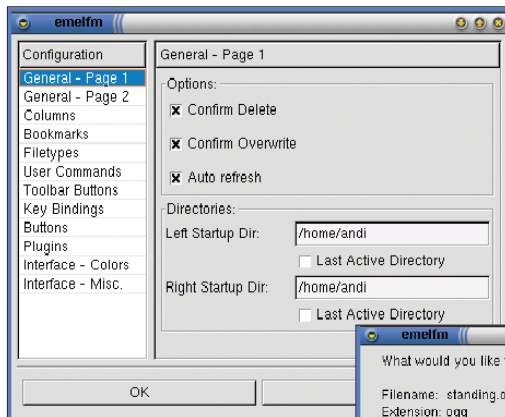 emelfm
Configuration
General - Page 1
General - Page 2
Columns
Bookmarks
Filetypes
User Commands
Toolbar Buttons
Key Bindings
Buttons
Plugins
Interface - Colors
Interface - Misc.
General - Page 1
Options:
Confirm Delete
Confirm Overwrite
Auto refresh
Directories:
Left Startup Dir: /home/andi
Last Active Directory
Right Startup Dir: /home/andi
Last Active Directory
OK
emelfm
What would you like
Filename: standing.o
Extension: ogg